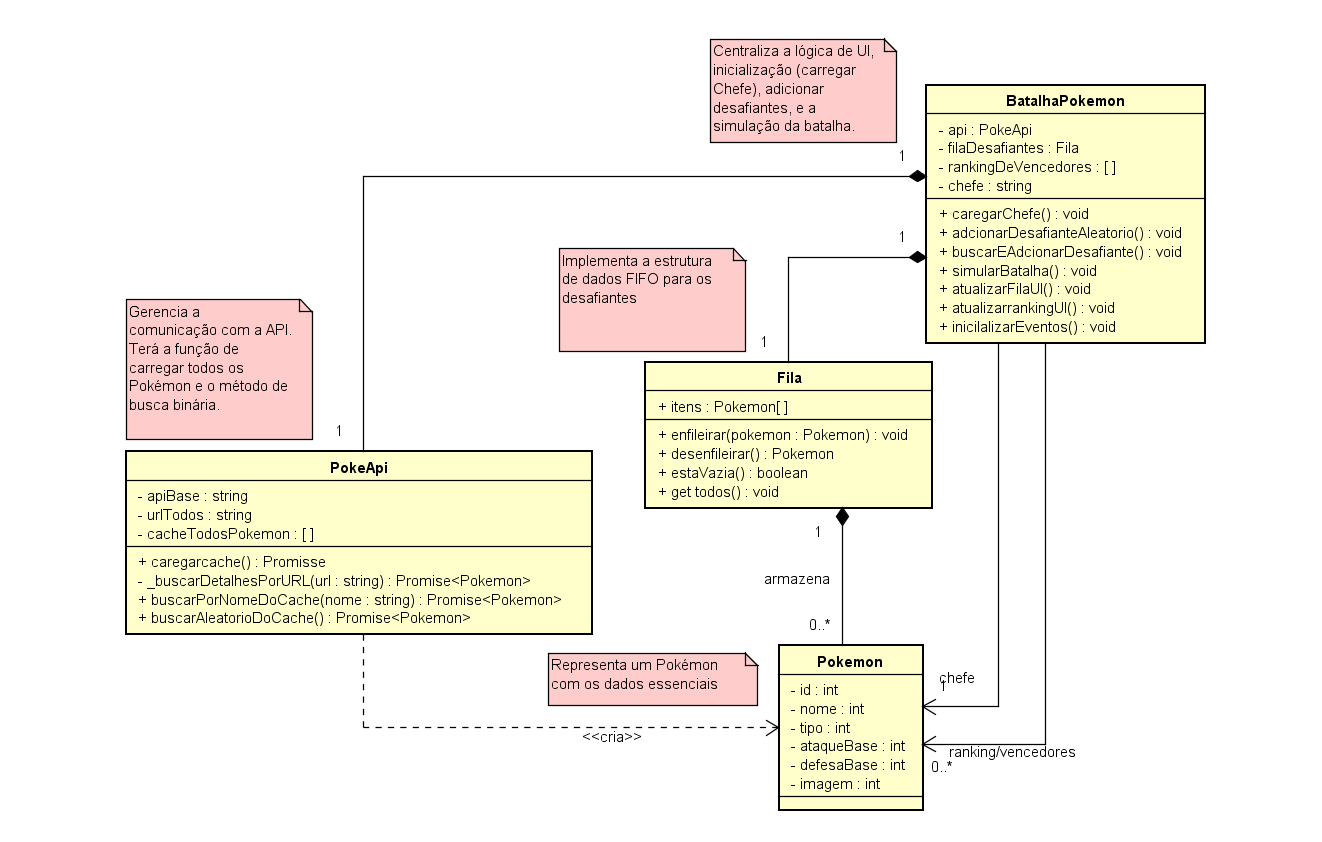 Centraliza a lógica de UI,
inicialização (carregar
Chefe), adicionar
desafiantes, e a
simulação da batalha.
BatalhaPokemon
- api : PokeApi
- filaDesafiantes : Fila
- rankingDeVencedores : [ ]
- chefe : string
+ caregarChefe() : void
+ adcionarDesafianteAleatorio() : void
+ buscarEAdcionarDesafiante() : void
+ simularBatalha() : void
+ atualizarFilaUI() : void
+ atualizarrankingUI() : void
+ inicilalizarEventos() : void
1
1
Implementa a estrutura
de dados FIFO para os
desafiantes
1
Fila
+ itens : Pokemon[ ]
+ enfileirar(pokemon : Pokemon) : void
+ desenfileirar() : Pokemon
+ estaVazia() : boolean
+ get todos() : void
Gerencia a
comunicação com a API.
Terá a função de
carregar todos os
Pokémon e o método de
busca binária.
1
PokeApi
- apiBase : string
- urlTodos : string
- cacheTodosPokemon : [ ]
+ caregarcache() : Promisse
- _buscarDetalhesPorURL(url : string) : Promise<Pokemon>
+ buscarPorNomeDoCache(nome : string) : Promise<Pokemon>
+ buscarAleatorioDoCache() : Promise<Pokemon>
1
armazena
0..*
Representa um Pokémon
com os dados essenciais
<<cria>>
Pokemon
- id : int
- nome : int
- tipo : int
- ataqueBase : int
- defesaBase : int
- imagem : int
chefe
1
ranking/vencedores
0..*